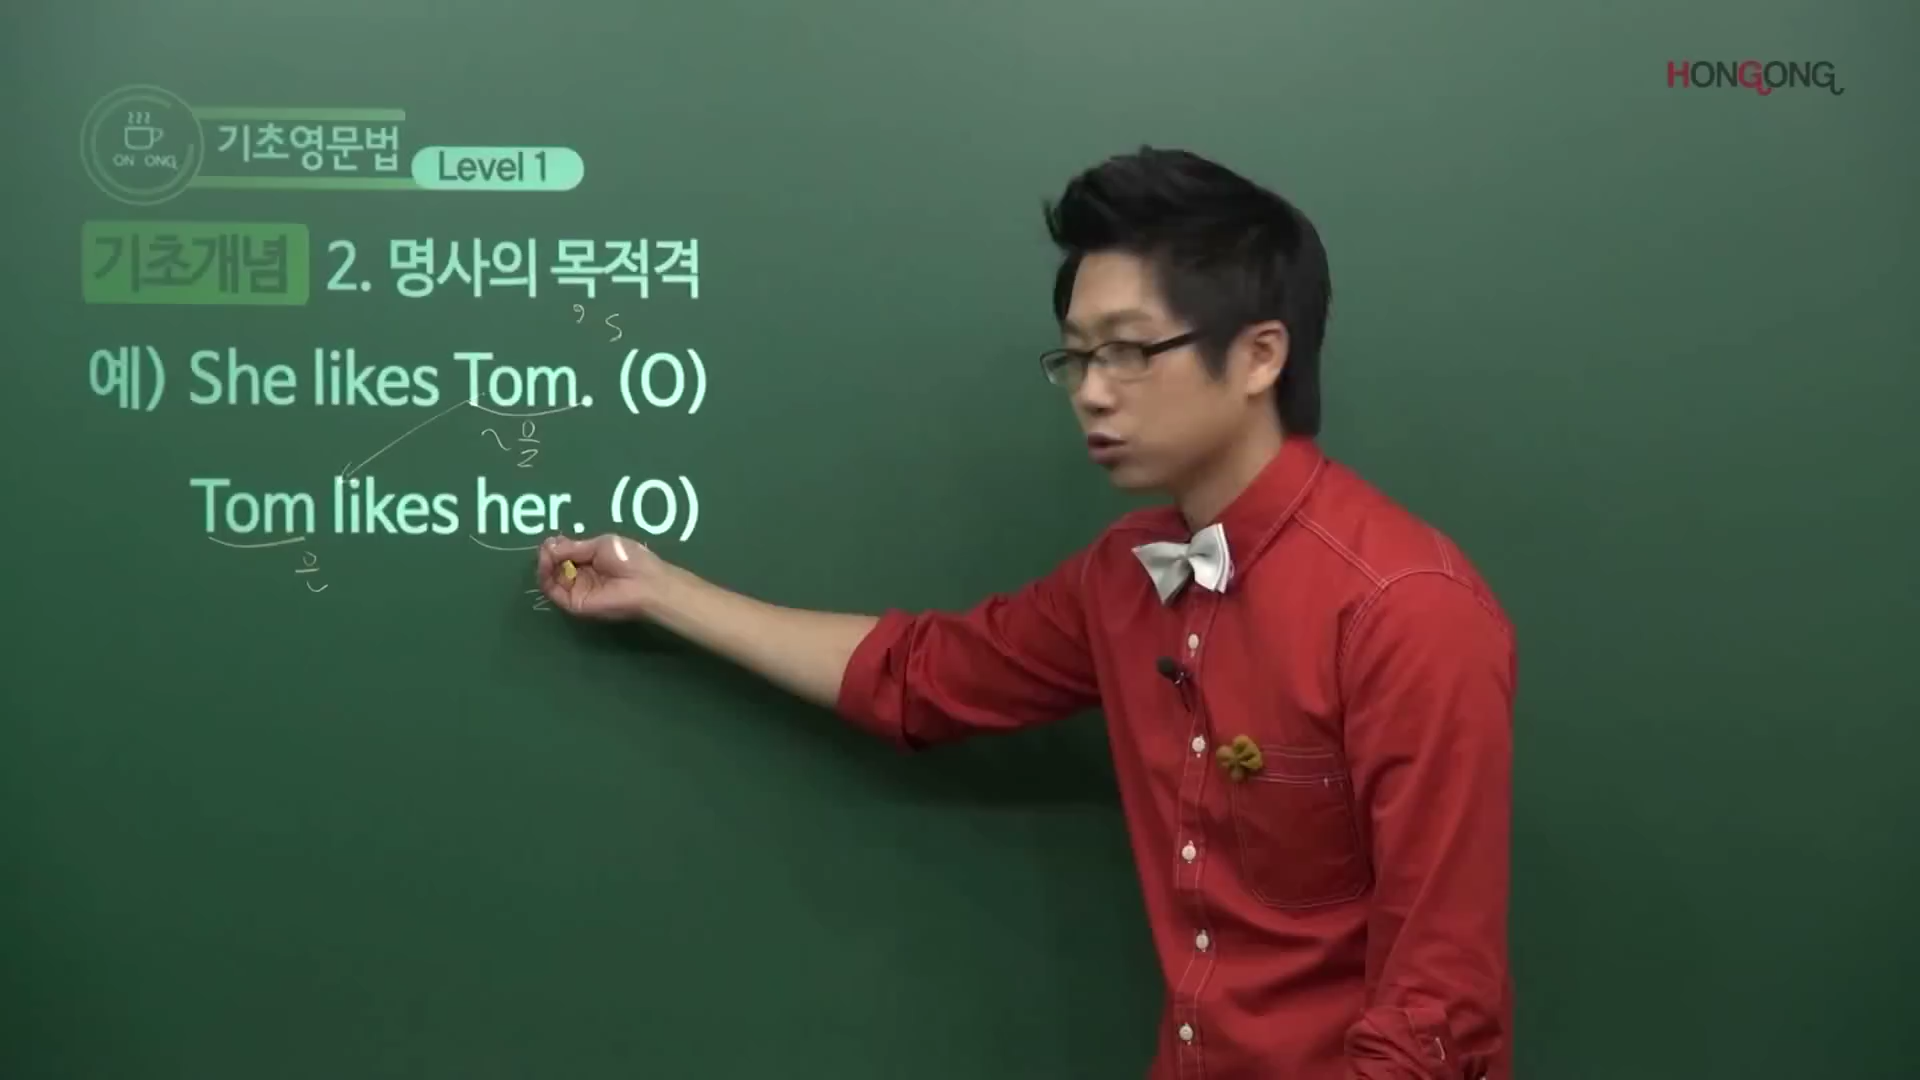 HONGONG
ON ONG
기초영문법
Level 1
기초개념 2. 명사의 목적격
's
예) She likes Tom. (O)
~을
Tom likes her. (O)
은